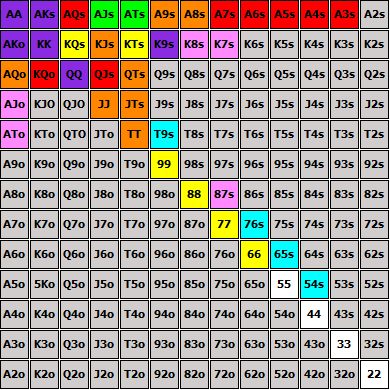 AA AKs AQs AJs ATs A9s A8s A7s A6s A5s A4s A3s A2s
AKo KK KQs KJs KTs K9s K8s K7s K6s K5s K4s K3s K2s
AQo KQo QQ QJs QTs Q9s Q8s Q7s Q6s Q5s Q4s Q3s Q2s
AJo KJO QJO JJ JTs J9s J8s J7s J6s J5s J4s J3s J2s
ATo KTo QTO JTo TT T9s T8s T7s T6s T5s T4s T3s T2s
A9o K9o Q9o J9o T9o 99 98s 97s 96s 95s 94s 93s 92s
A8o K8o Q8o J8o T8o 98o 88 87s 86s 85s 84s 83s 82s
A7o K7o Q7o J7o T7o 97o 87o 77 76s 75s 74s 73s 72s
A6o K6o Q6o J6o T6o 96o 86o 76o 66 65s 64s 63s 62s
A5o 5Ko Q5o J5o T5o 95o 85o 75o 65o 55 54s 53s 52s
A4o K4o Q4o J4o T4o 94o 84o 74o 64o 54o 44 43s 42s
A3o K3o Q3o J3o T3o 93o 83o 73o 63o 53o 43o 33 32s
A2o K2o Q2o J2o T2o 92o 82o 72o 62o 52o 42o 32o 22